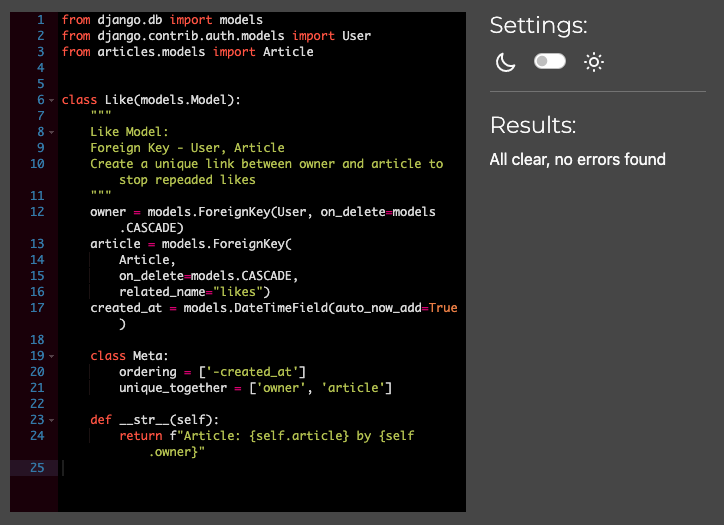 1 from django.db import models
2 from django.contrib.auth.models import User
3 from articles.models import Article
4
5
6 class Like(models.Model):
7     """
8     Like Model:
9     Foreign Key - User, Article
10     Create a unique link between owner and article to
        stop repeaded likes
11     """
12     owner = models.ForeignKey(User, on_delete=models
        .CASCADE)
13     article = models.ForeignKey(
14         Article,
15         on_delete=models.CASCADE,
16         related_name="likes")
17     created_at = models.DateTimeField(auto_now_add=True
        )
18
19     class Meta:
20         ordering = ['-created_at']
21         unique_together = ['owner', 'article']
22
23     def __str__(self):
24         return f"Article: {self.article} by {self
            .owner}"
25
Settings:
Results:
All clear, no errors found